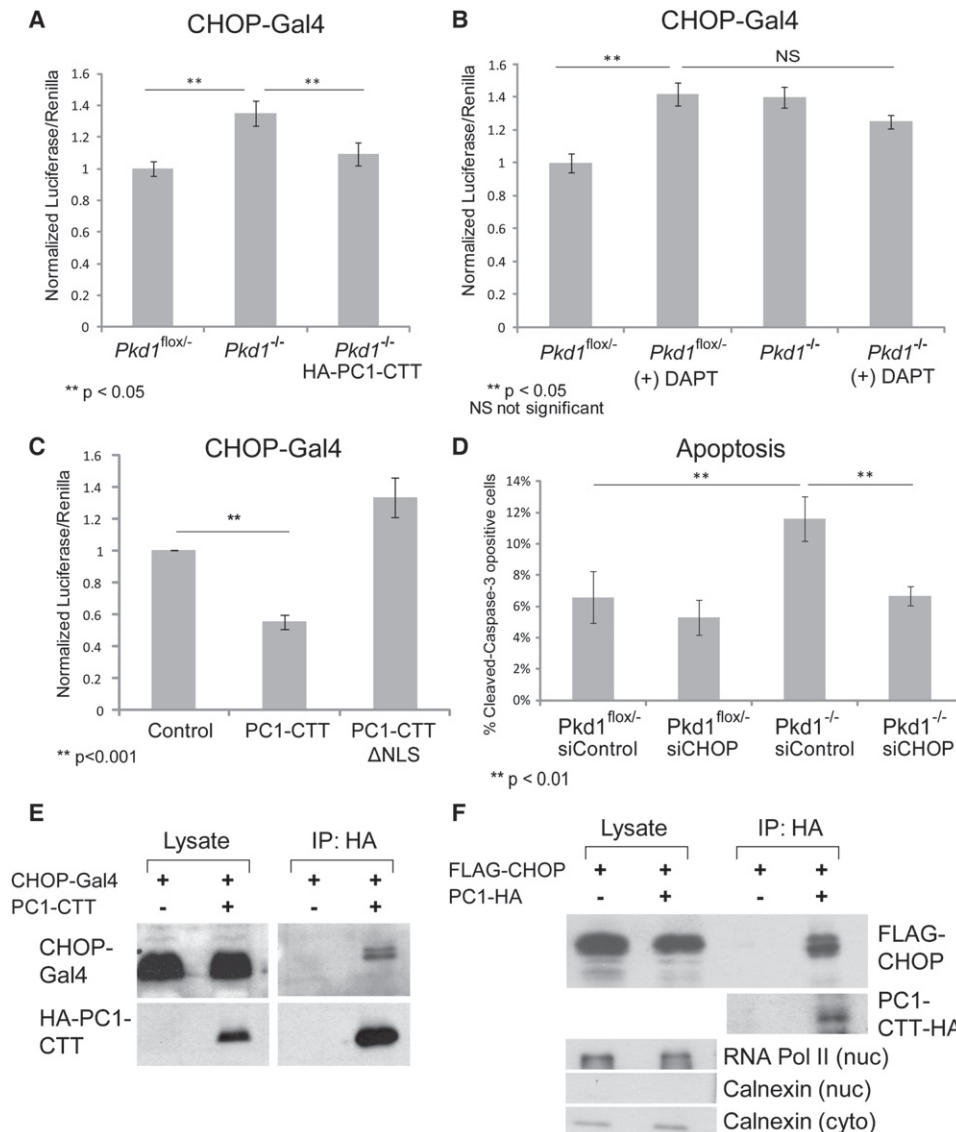 A
CHOP-Gal4
Normalized Luciferase/Renilla
1.6
1.4
1.2
1
0.8
0.6
0.4
0.2
0
**
**
Pkd1flox/-
Pkd1-/-
Pkd1-/-
HA-PC1-CTT
** p < 0.05
B
CHOP-Gal4
Normalized Luciferase/Renilla
1.6
1.4
1.2
1
0.8
0.6
0.4
0.2
0
**
NS
Pkd1flox/-
Pkd1flox/-
(+) DAPT
Pkd1-/-
Pkd1-/-
(+) DAPT
** p < 0.05
NS not significant
C
CHOP-Gal4
Normalized Luciferase/Renilla
1.6
1.4
1.2
1
0.8
0.6
0.4
0.2
0
**
Control
PC1-CTT
PC1-CTT
ΔNLS
** p<0.001
D
Apoptosis
% Cleaved-Caspase-3 opositive cells
14%
12%
10%
8%
6%
4%
2%
0%
**
**
Pkd1flox/-
siControl
Pkd1flox/-
siCHOP
Pkd1-/-
siControl
Pkd1-/-
siCHOP
** p < 0.01
E
Lysate
IP: HA
CHOP-Gal4
+ + + +
PC1-CTT
- + - +
CHOP-
Gal4
HA-PC1-
CTT
F
Lysate
IP: HA
FLAG-CHOP
+ + + +
PC1-HA
- + - +
FLAG-
CHOP
PC1-
CTT-HA
RNA Pol II (nuc)
Calnexin (nuc)
Calnexin (cyto)